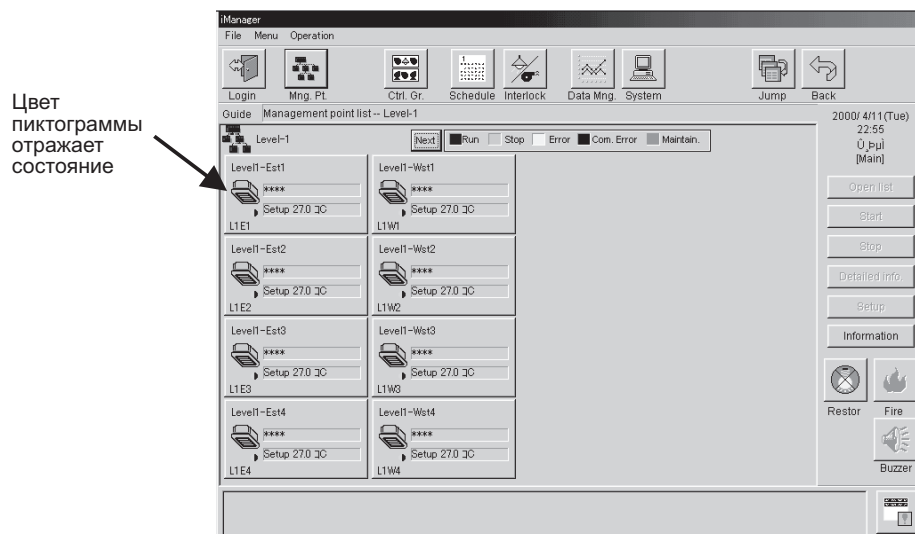 Цвет
пиктограммы
отражает
состояние
iManager
File Menu Operation
Login Mng. Pt. Ctrl. Gr. Schedule Interlock Data Mng. System Jump Back
Guide Management point list -- Level-1
2000/ 4/11 (Tue)
22:55
[Main]
Level-1 Next Run Stop Error Com. Error Maintain.
Level1-Est1 Level1-Wst1
**** ****
Setup 27.0 Setup 27.0
L1E1 L1W1
Level1-Est2 Level1-Wst2
**** ****
Setup 27.0 Setup 27.0
L1E2 L1W2
Level1-Est3 Level1-Wst3
**** ****
Setup 27.0 Setup 27.0
L1E3 L1W3
Level1-Est4 Level1-Wst4
**** ****
Setup 27.0 Setup 27.0
L1E4 L1W4
Open list
Start
Stop
Detailed info.
Setup
Information
Restor Fire
Buzzer